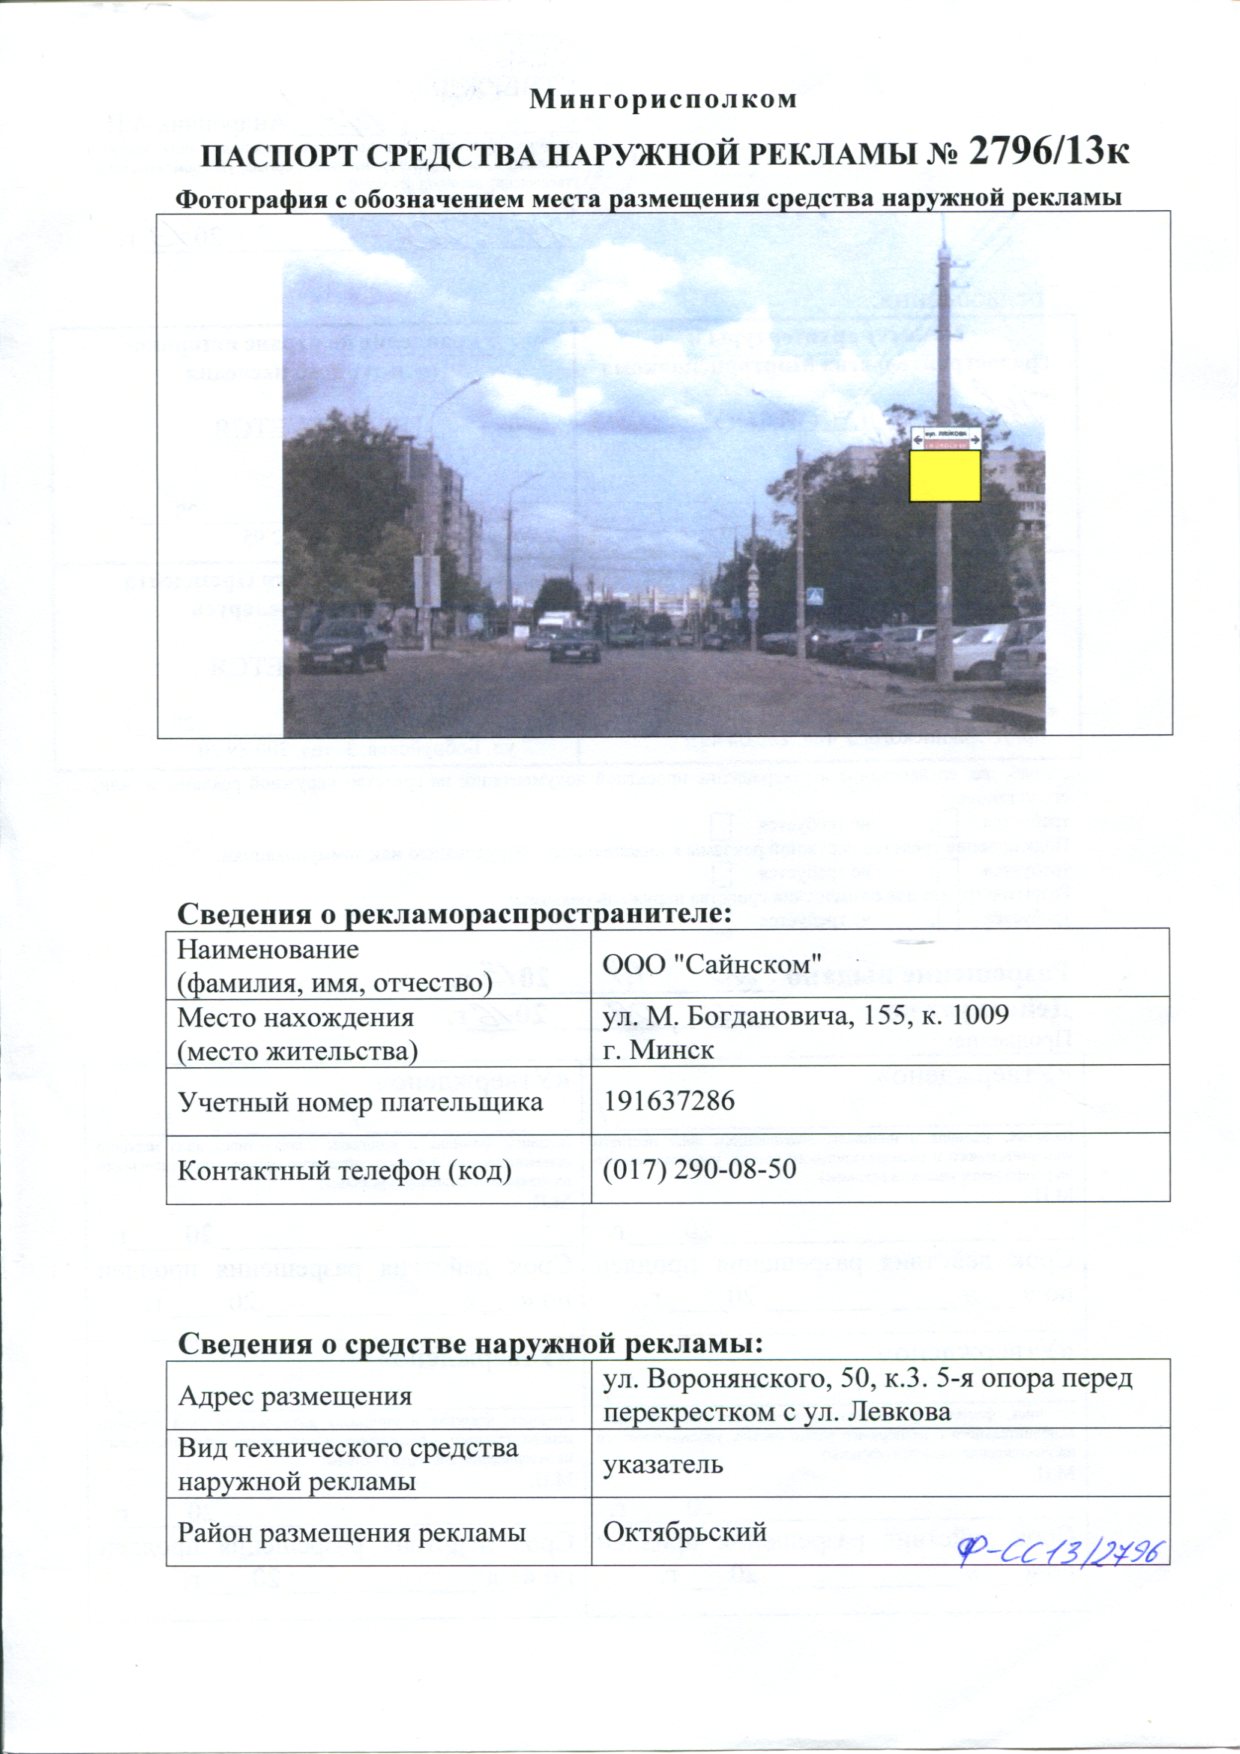 Мингорисполком
ПАСПОРТ СРЕДСТВА НАРУЖНОЙ РЕКЛАМЫ № 2796/13к
Фотография с обозначением места размещения средства наружной рекламы
вул. ЛЯЎКОВА
Сведения о рекламораспространителе:
Наименование
(фамилия, имя, отчество)
ООО "Сайнском"
Место нахождения
(место жительства)
ул. М. Богдановича, 155, к. 1009
г. Минск
Учетный номер плательщика
191637286
Контактный телефон (код)
(017) 290-08-50
Сведения о средстве наружной рекламы:
Адрес размещения
ул. Воронянского, 50, к.3. 5-я опора перед
перекрестком с ул. Левкова
Вид технического средства
наружной рекламы
указатель
Район размещения рекламы
Октябрьский
Ф-СС13/2796